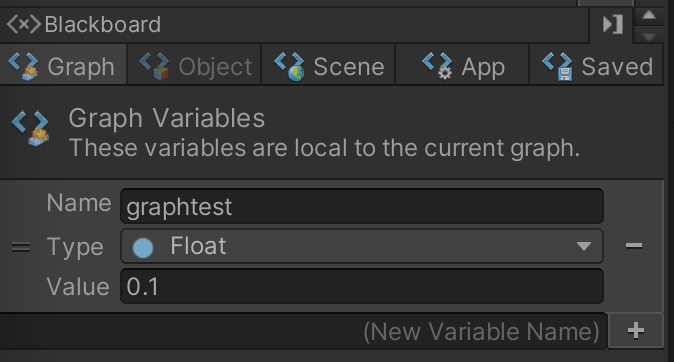 Blackboard
Graph Object Scene App Saved
Graph Variables
These variables are local to the current graph.
Name graphtest
Type Float
Value 0.1
(New Variable Name)